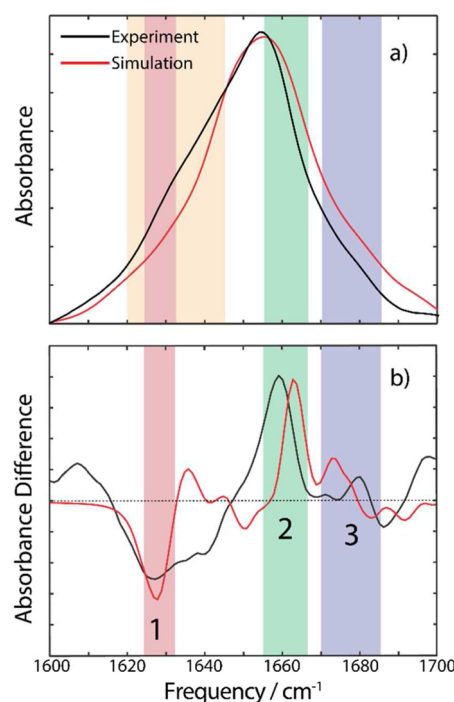 Experiment
Simulation
a)
Absorbance
b)
1
2
3
Absorbance Difference
1600 1620 1640 1660 1680 1700
Frequency / cm⁻¹